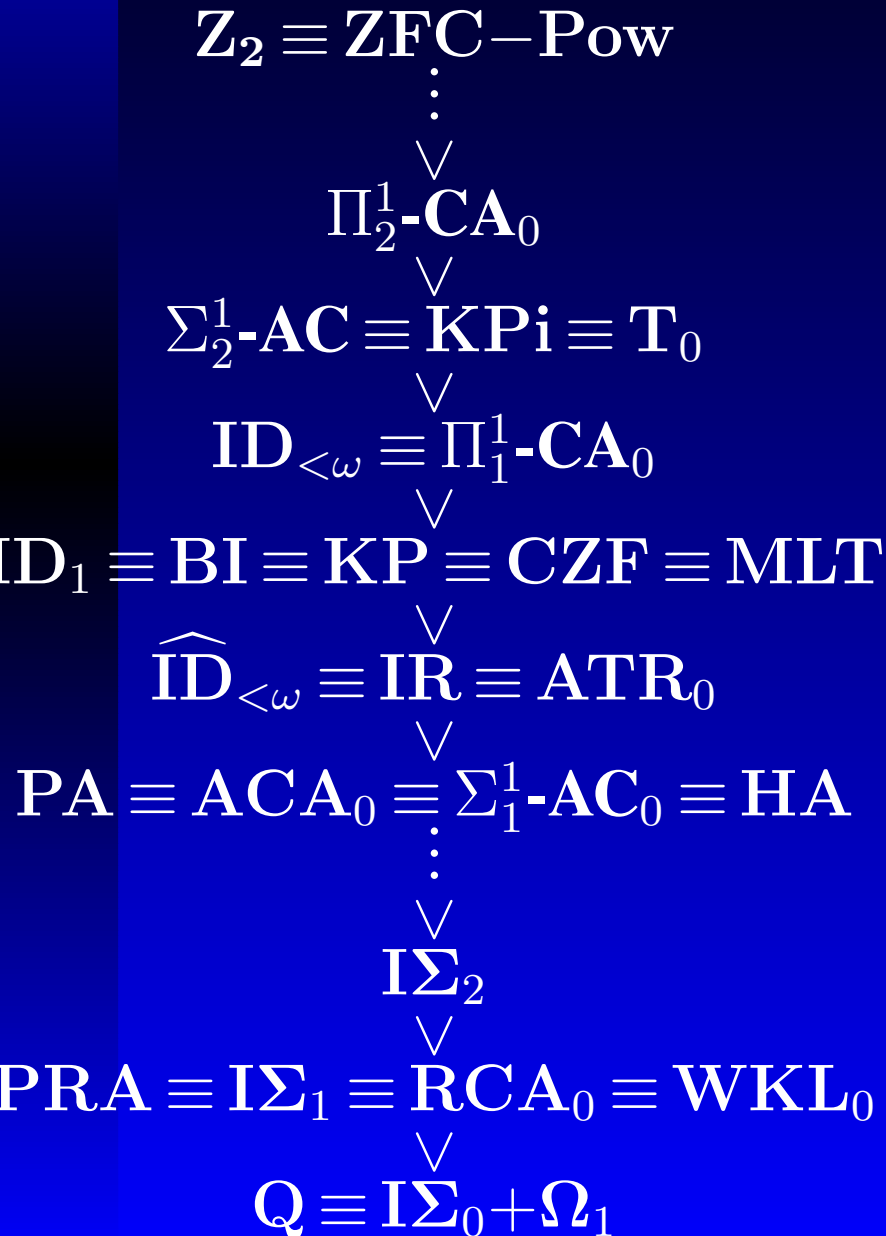 Z₂ ≡ ZFC−Pow
⋮
∨
Π¹₂-CA₀
∨
Σ¹₂-AC ≡ KPi ≡ T₀
∨
ID<ω ≡ Π¹₁-CA₀
∨
ID₁ ≡ BI ≡ KP ≡ CZF ≡ MLT
∨
I͡D<ω ≡ IR ≡ ATR₀
∨
PA ≡ ACA₀ ≡ Σ¹₁-AC₀ ≡ HA
⋮
∨
IΣ₂
∨
PRA ≡ IΣ₁ ≡ RCA₀ ≡ WKL₀
∨
Q ≡ IΣ₀+Ω₁